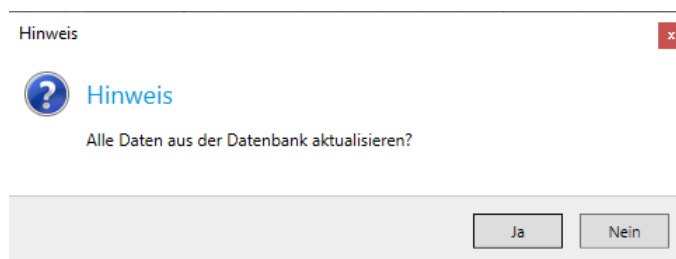 Hinweis
x
?
Hinweis
Alle Daten aus der Datenbank aktualisieren?
Ja
Nein